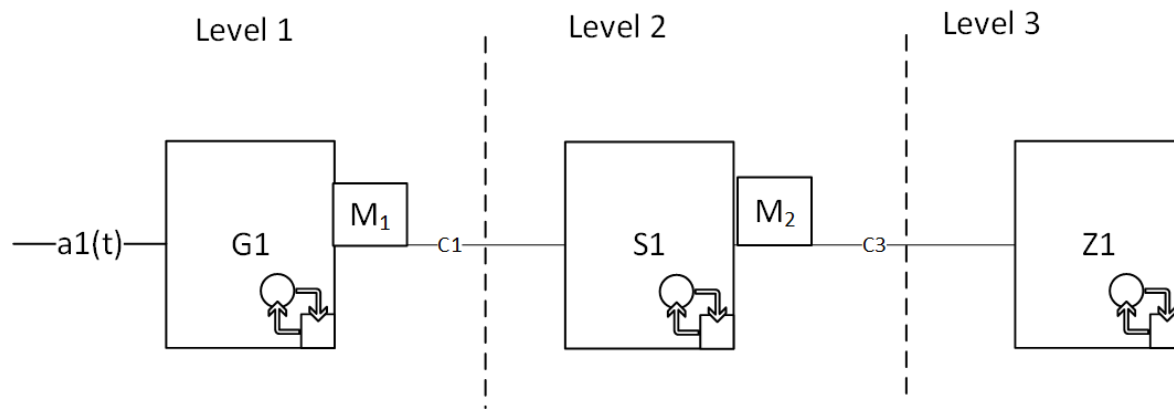 Level 1
Level 2
Level 3
a1(t)
G1
M₁
C1
S1
M₂
C3
Z1